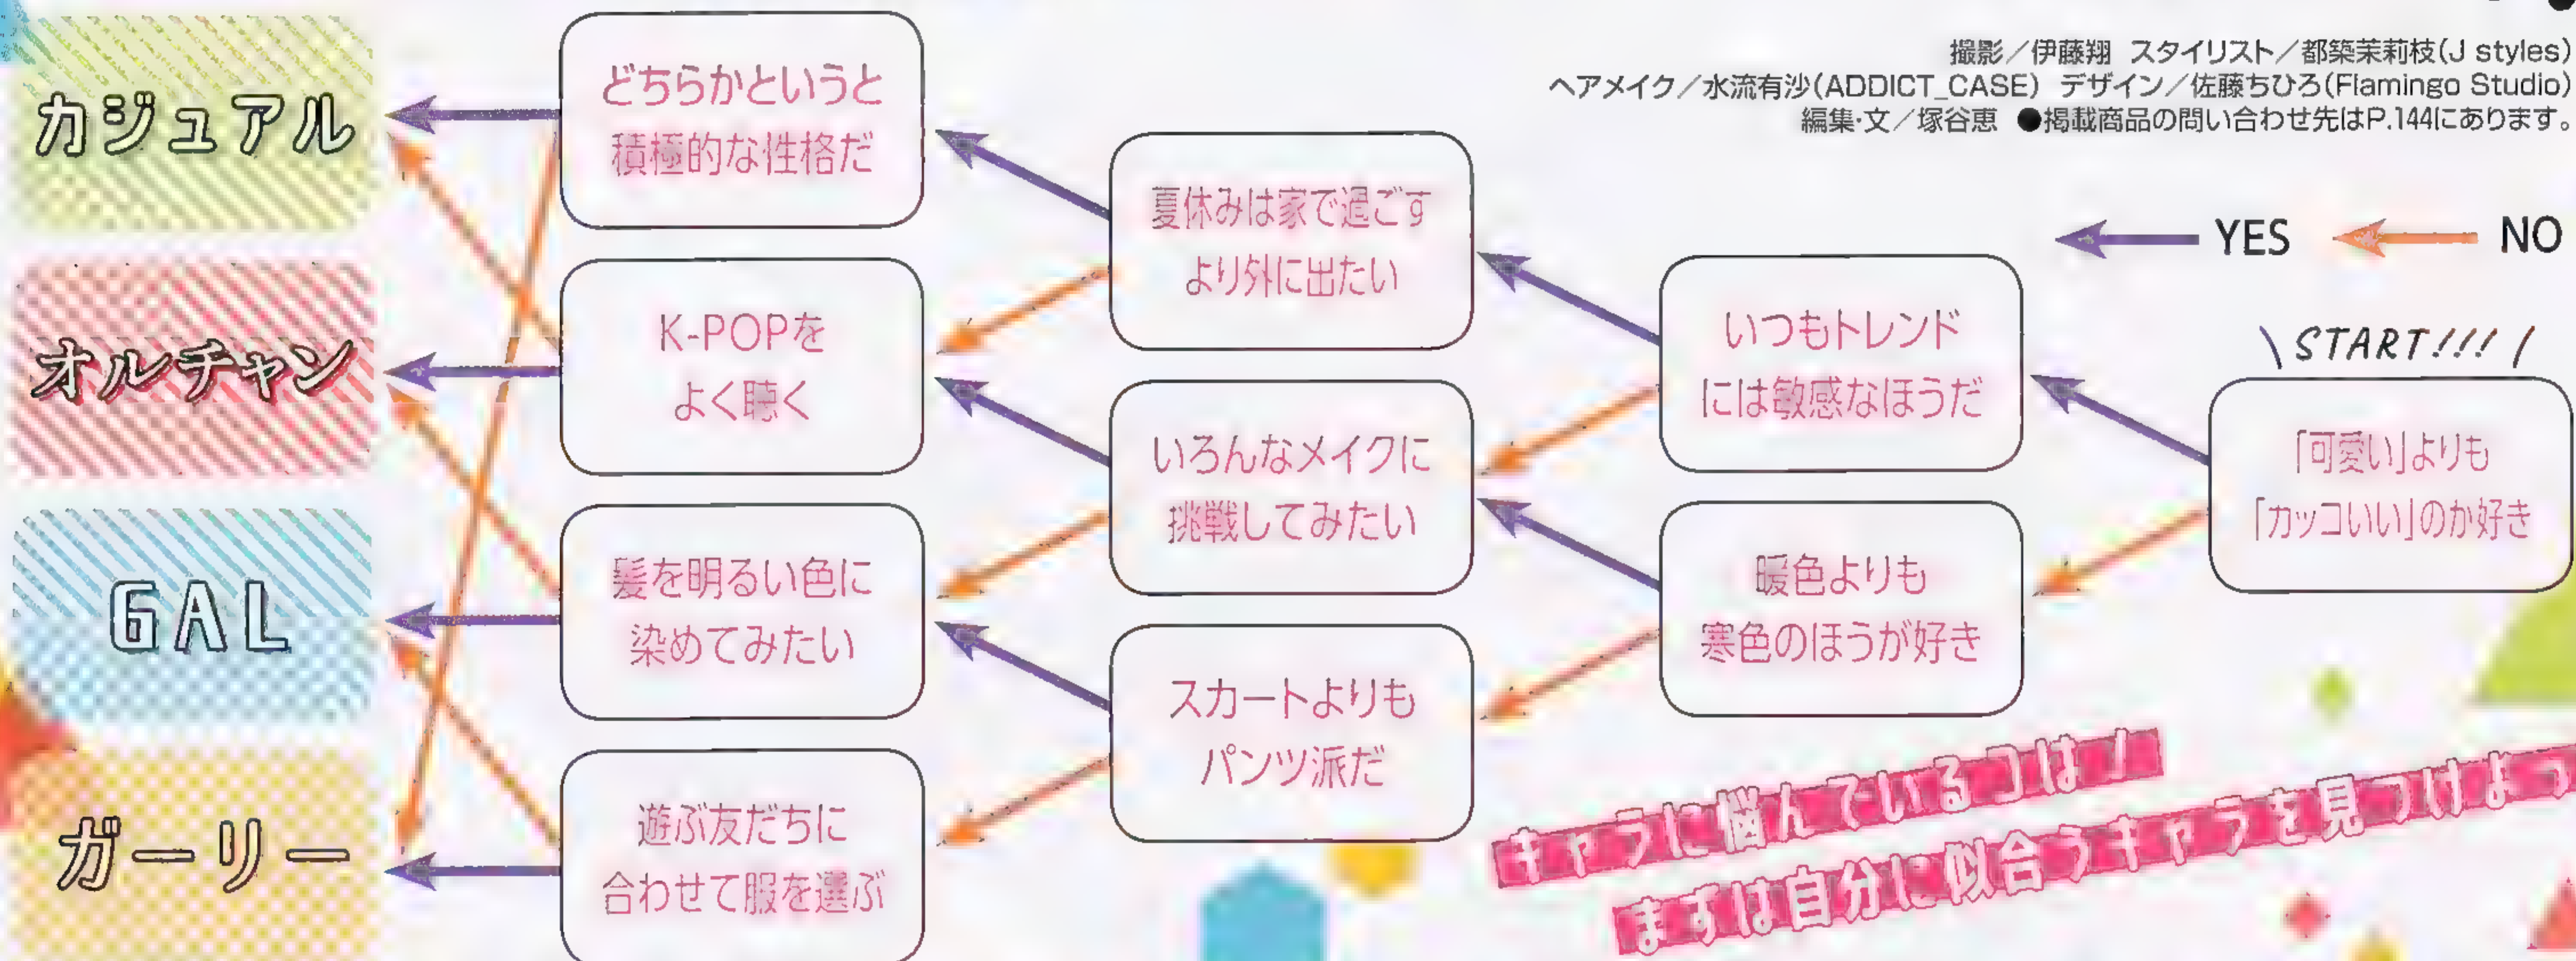 撮影／伊藤翔 スタイリスト／都築茉莉枝(J styles)
ヘアメイク／水流有沙(ADDICT_CASE) デザイン／佐藤ちひろ(Flamingo Studio)
編集・文／塚谷恵 ●掲載商品の問い合わせ先はP.144にあります。
YES
NO
START!!!
「可愛い」よりも
「カッコいい」のが好き
いつもトレンド
には敏感なほうだ
暖色よりも
寒色のほうが好き
夏休みは家で過ごす
より外に出たい
いろんなメイクに
挑戦してみたい
スカートよりも
パンツ派だ
どちらかというと
積極的な性格だ
K-POPを
よく聴く
髪を明るい色に
染めてみたい
遊ぶ友だちに
合わせて服を選ぶ
カジュアル
オルチャン
GAL
ガーリー
キャラに悩んでいるコは！
まずは自分に似合うキャラを見つけよっ